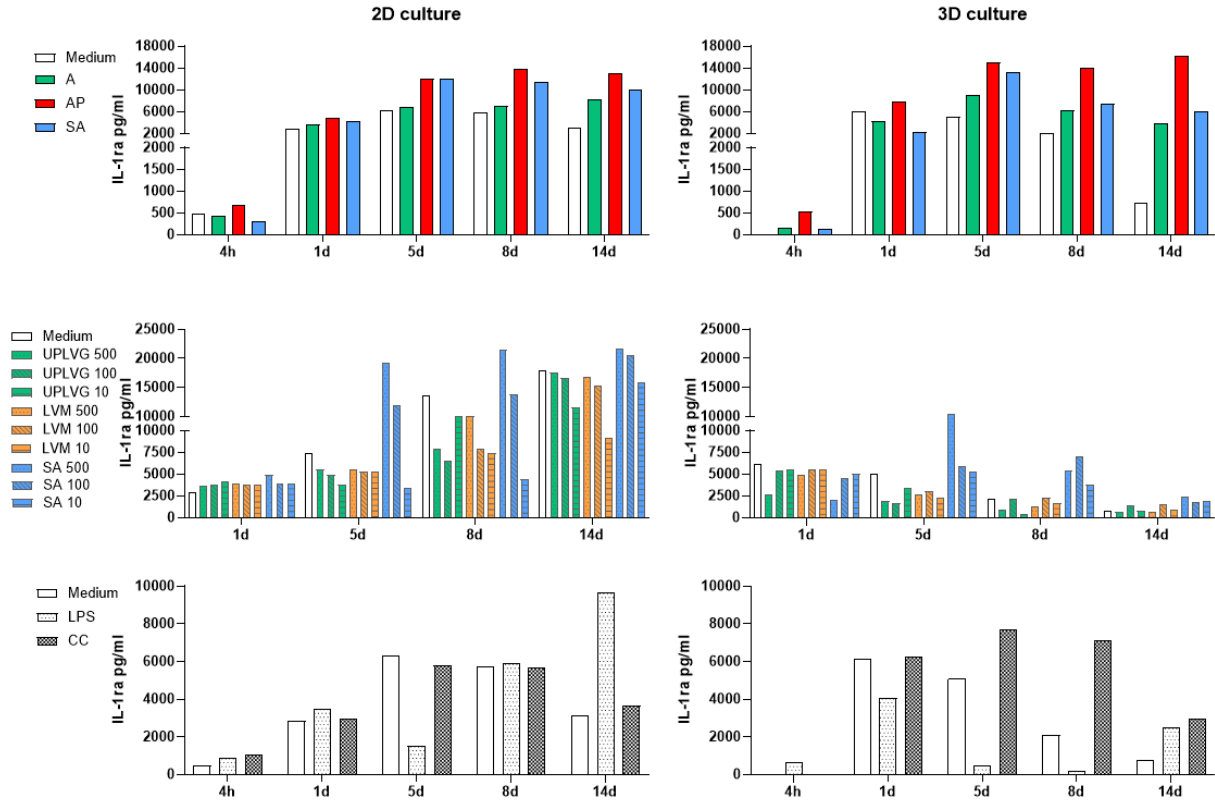 2D culture
3D culture
Medium
A
AP
SA
IL-1ra pg/ml
18000
14000
10000
6000
2000
2000
1500
1000
500
0
4h 1d 5d 8d 14d
IL-1ra pg/ml
18000
14000
10000
6000
2000
2000
1500
1000
500
0
4h 1d 5d 8d 14d
Medium
UPLVG 500
UPLVG 100
UPLVG 10
LVM 500
LVM 100
LVM 10
SA 500
SA 100
SA 10
IL-1ra pg/ml
25000
20000
15000
10000
10000
7500
5000
2500
0
1d 5d 8d 14d
IL-1ra pg/ml
25000
20000
15000
10000
10000
7500
5000
2500
0
1d 5d 8d 14d
Medium
LPS
CC
IL-1ra pg/ml
10000
8000
6000
4000
2000
0
4h 1d 5d 8d 14d
IL-1ra pg/ml
10000
8000
6000
4000
2000
0
4h 1d 5d 8d 14d